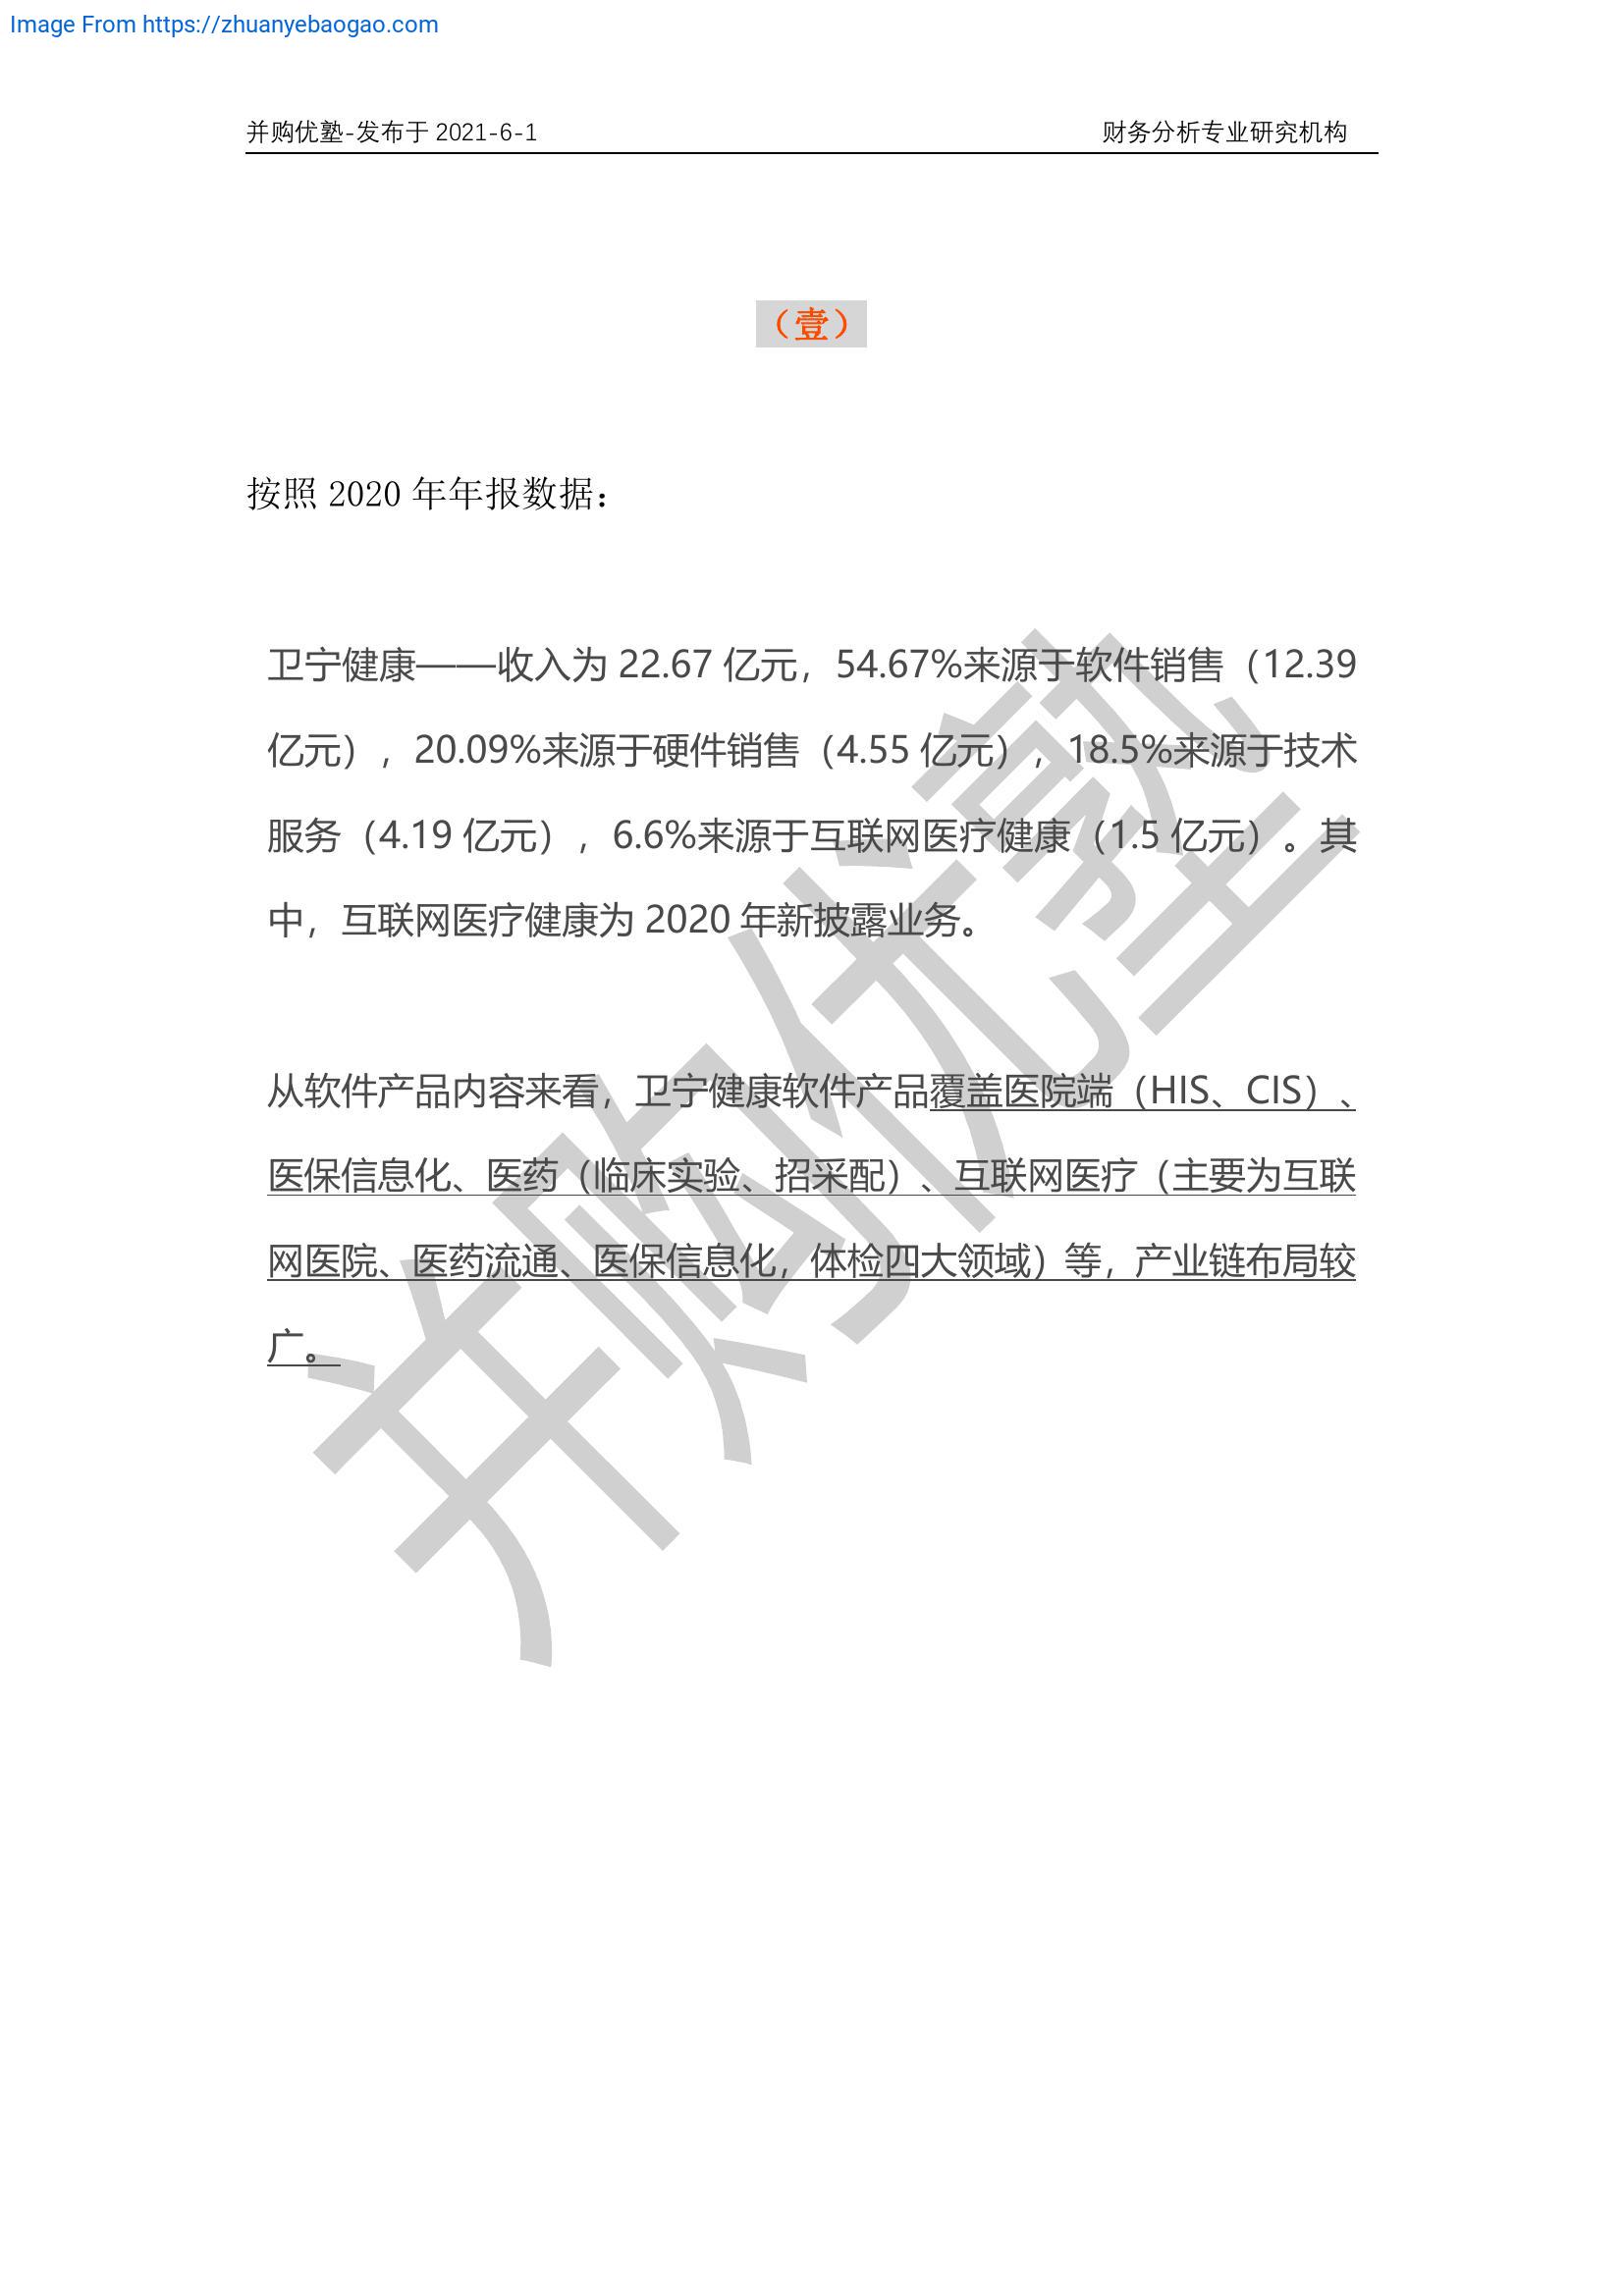 Image From https://zhuanyebaogao.com
并购优塾-发布于 2021-6-1 财务分析专业研究机构
（壹）
按照 2020 年年报数据：
卫宁健康——收入为 22.67 亿元，54.67%来源于软件销售（12.39
亿元），20.09%来源于硬件销售（4.55 亿元），18.5%来源于技术
服务（4.19 亿元），6.6%来源于互联网医疗健康（1.5 亿元）。其
中，互联网医疗健康为 2020 年新披露业务。
从软件产品内容来看，卫宁健康软件产品覆盖医院端（HIS、CIS）、
医保信息化、医药（临床实验、招采配）、互联网医疗（主要为互联
网医院、医药流通、医保信息化，体检四大领域）等，产业链布局较
广。
并购优塾